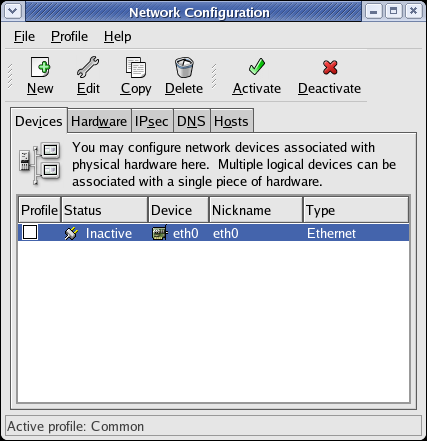 Network Configuration
File Profile Help
New Edit Copy Delete Activate Deactivate
Devices Hardware IPsec DNS Hosts
You may configure network devices associated with
physical hardware here.  Multiple logical devices can be
associated with a single piece of hardware.
Profile Status Device Nickname Type
Inactive eth0 eth0 Ethernet
Active profile: Common